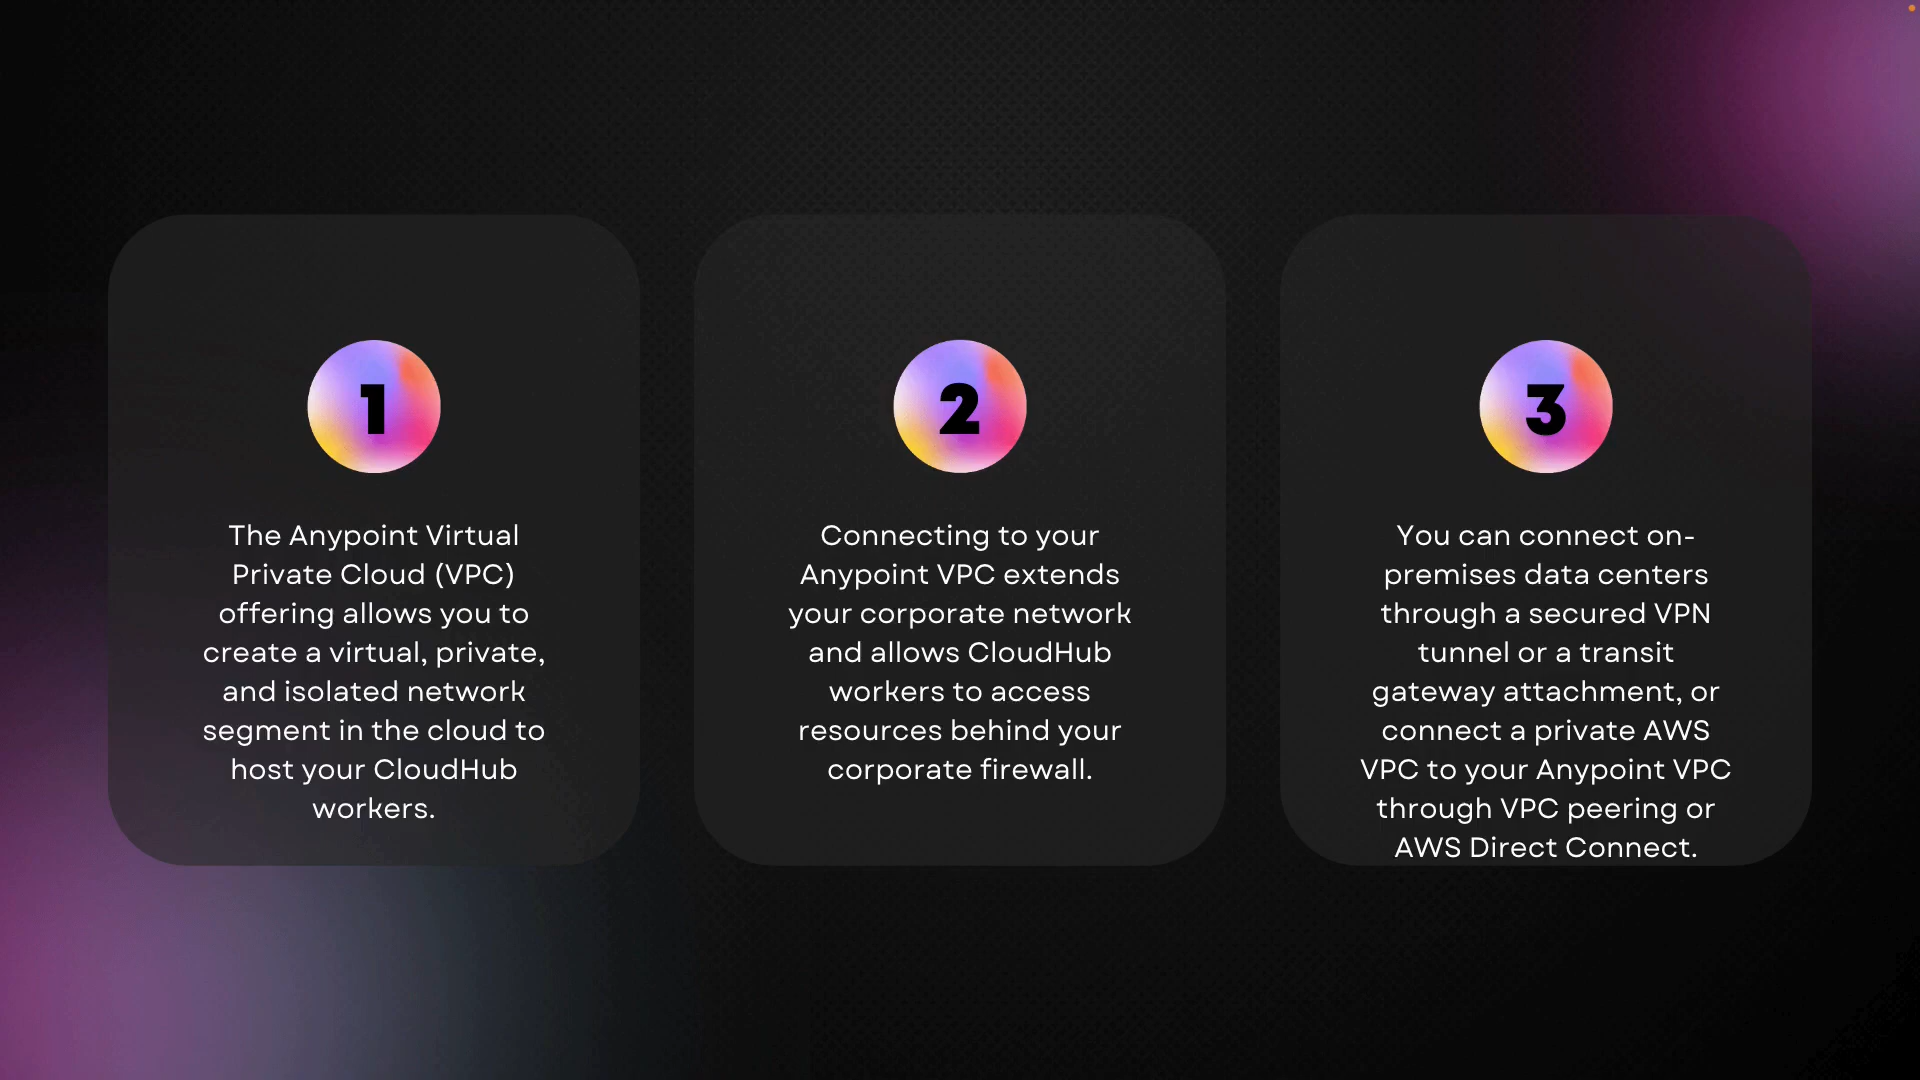 1
The Anypoint Virtual
Private Cloud (VPC)
offering allows you to
create a virtual, private,
and isolated network
segment in the cloud to
host your CloudHub
workers.
2
Connecting to your
Anypoint VPC extends
your corporate network
and allows CloudHub
workers to access
resources behind your
corporate firewall.
3
You can connect on-
premises data centers
through a secured VPN
tunnel or a transit
gateway attachment, or
connect a private AWS
VPC to your Anypoint VPC
through VPC peering or
AWS Direct Connect.